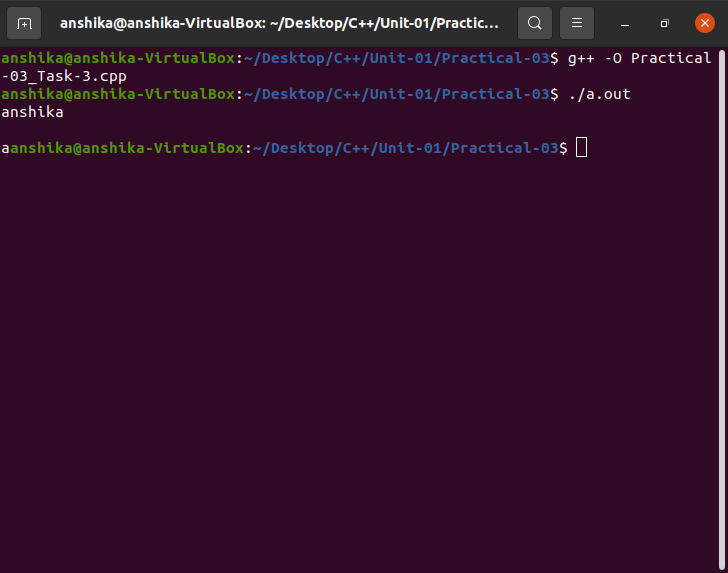 anshika@anshika-VirtualBox: ~/Desktop/C++/Unit-01/Practic...
anshika@anshika-VirtualBox:~/Desktop/C++/Unit-01/Practical-03$ g++ -O Practical
-03_Task-3.cpp
anshika@anshika-VirtualBox:~/Desktop/C++/Unit-01/Practical-03$ ./a.out
anshika
aanshika@anshika-VirtualBox:~/Desktop/C++/Unit-01/Practical-03$